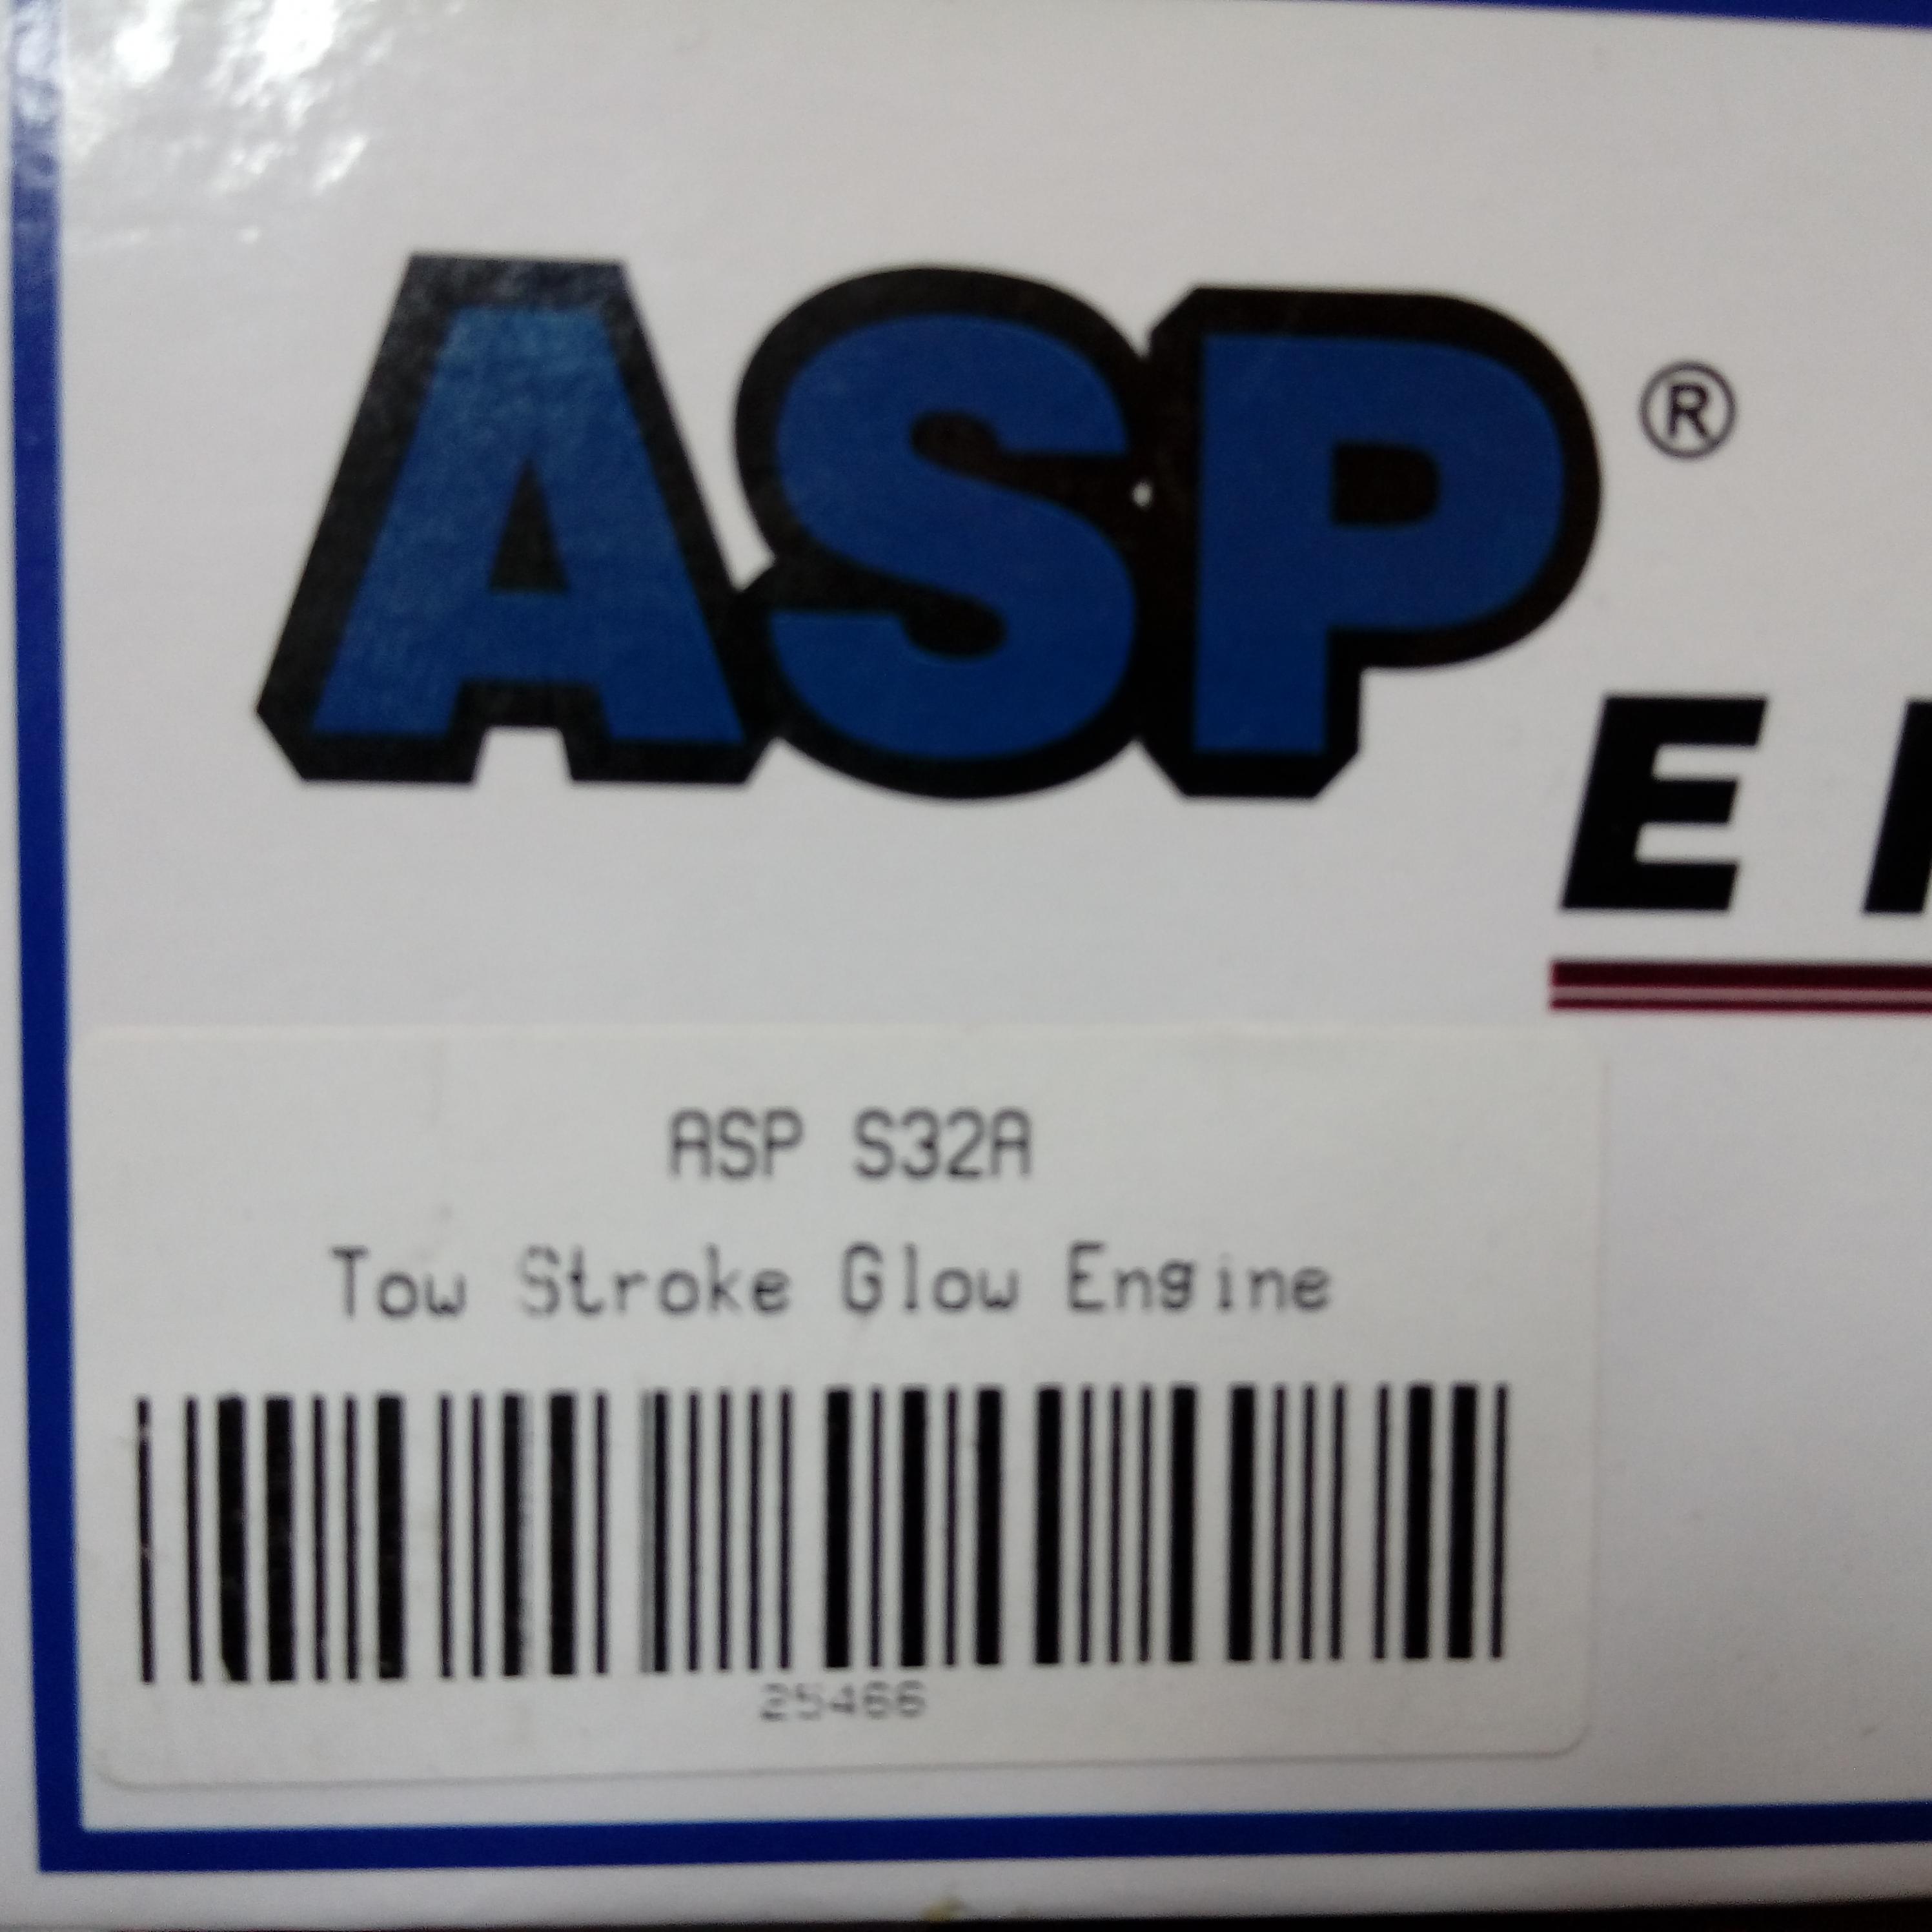 ASP ®
E
ASP S32A
Tow Stroke Glow Engine
25466